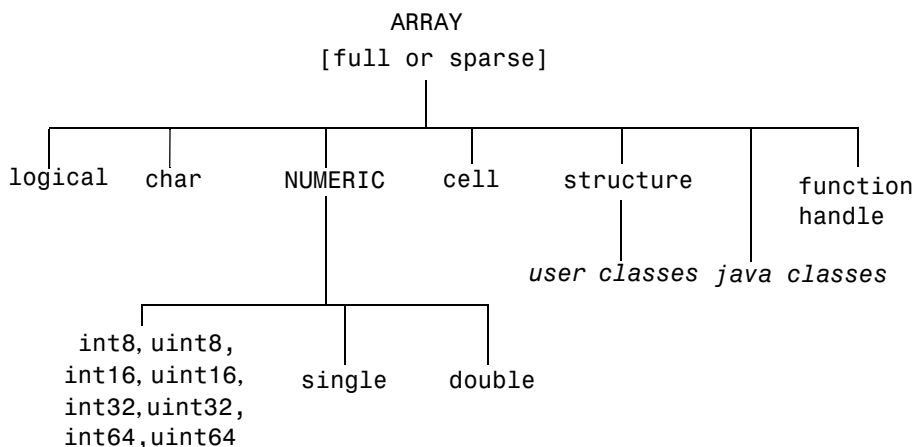 ARRAY
[full or sparse]
logical char NUMERIC cell structure function
handle
user classes java classes
int8, uint8,
int16, uint16,
int32, uint32,
int64, uint64
single double